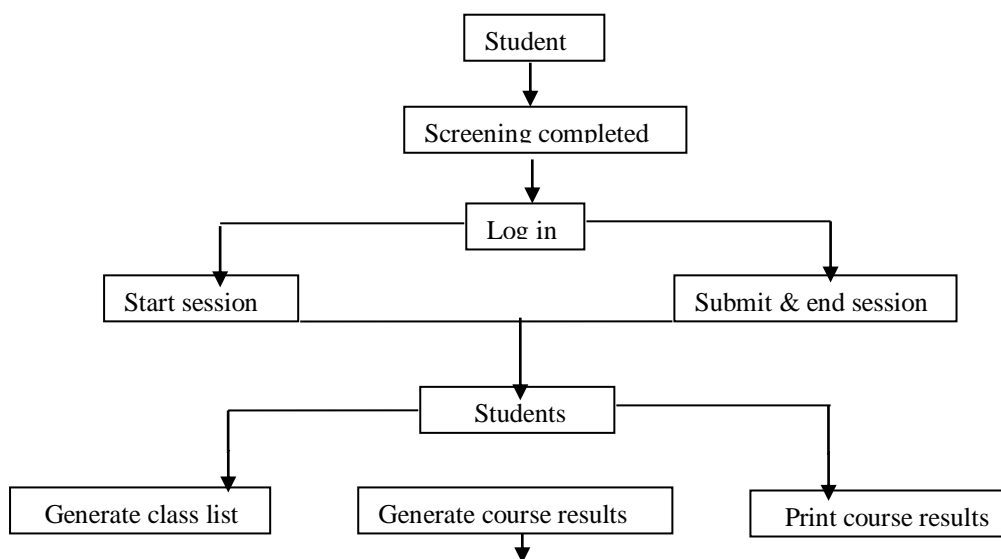 Student
Screening completed
Log in
Start session
Submit & end session
Students
Generate class list
Generate course results
Print course results